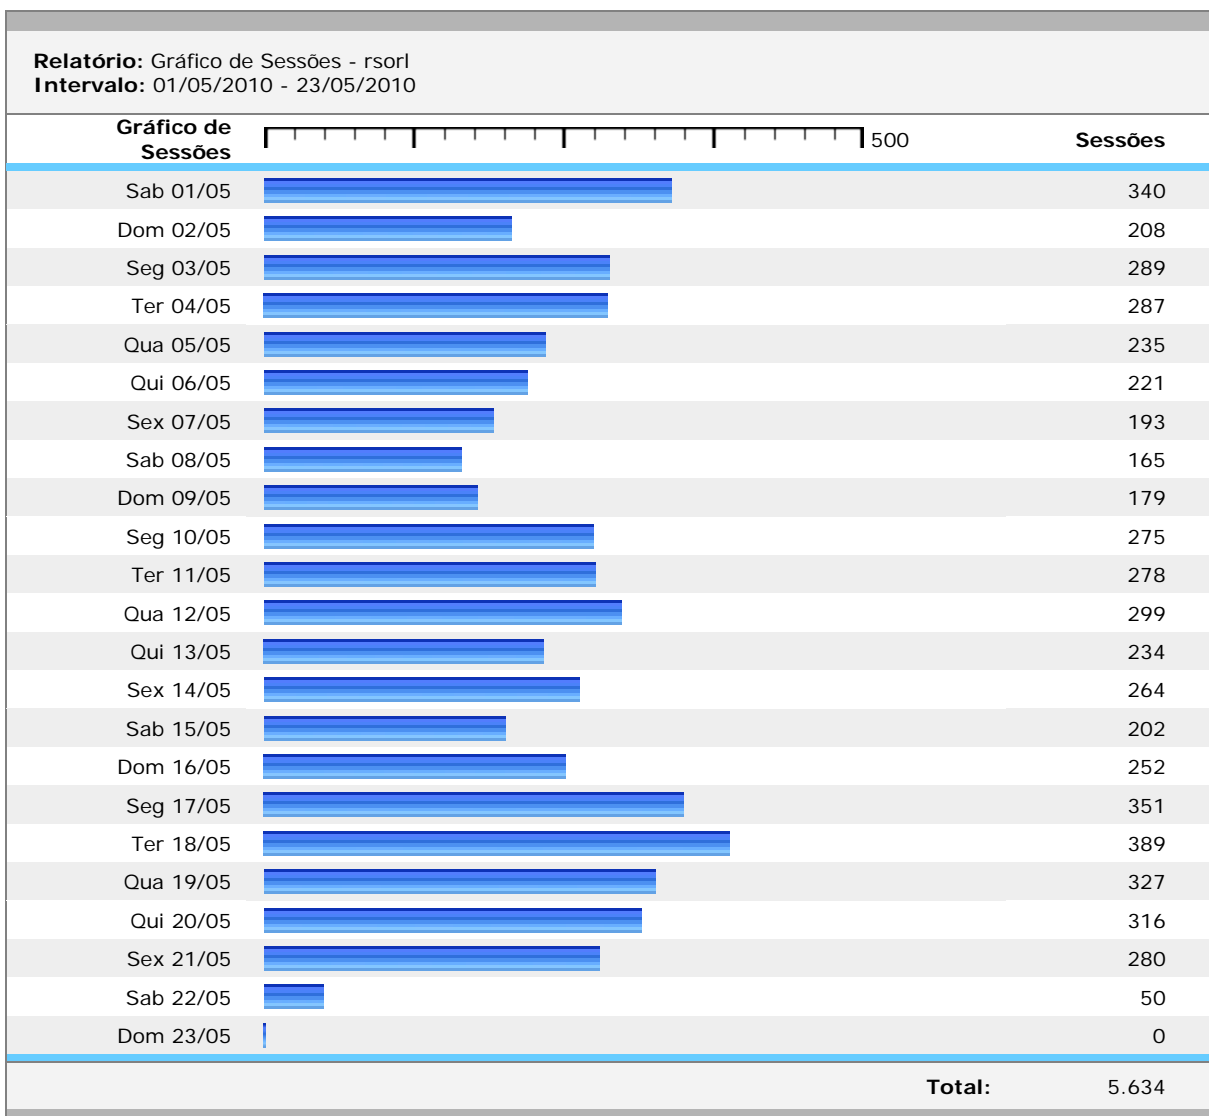 Relatório: Gráfico de Sessões - rsorl
Intervalo: 01/05/2010 - 23/05/2010
Gráfico de
Sessões
500
Sessões
Sab 01/05 340
Dom 02/05 208
Seg 03/05 289
Ter 04/05 287
Qua 05/05 235
Qui 06/05 221
Sex 07/05 193
Sab 08/05 165
Dom 09/05 179
Seg 10/05 275
Ter 11/05 278
Qua 12/05 299
Qui 13/05 234
Sex 14/05 264
Sab 15/05 202
Dom 16/05 252
Seg 17/05 351
Ter 18/05 389
Qua 19/05 327
Qui 20/05 316
Sex 21/05 280
Sab 22/05 50
Dom 23/05 0
Total: 5.634